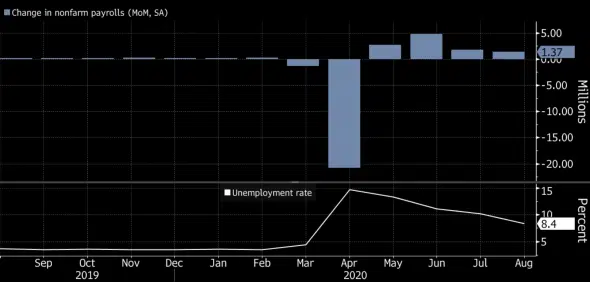 Change in nonfarm payrolls (MoM, SA)
5.00
1.37
0.00
-5.00
-10.00
-15.00
-20.00
Millions
Unemployment rate
15
10
8.4
5
Percent
Sep Oct Nov Dec Jan Feb Mar Apr May Jun Jul Aug
2019 2020